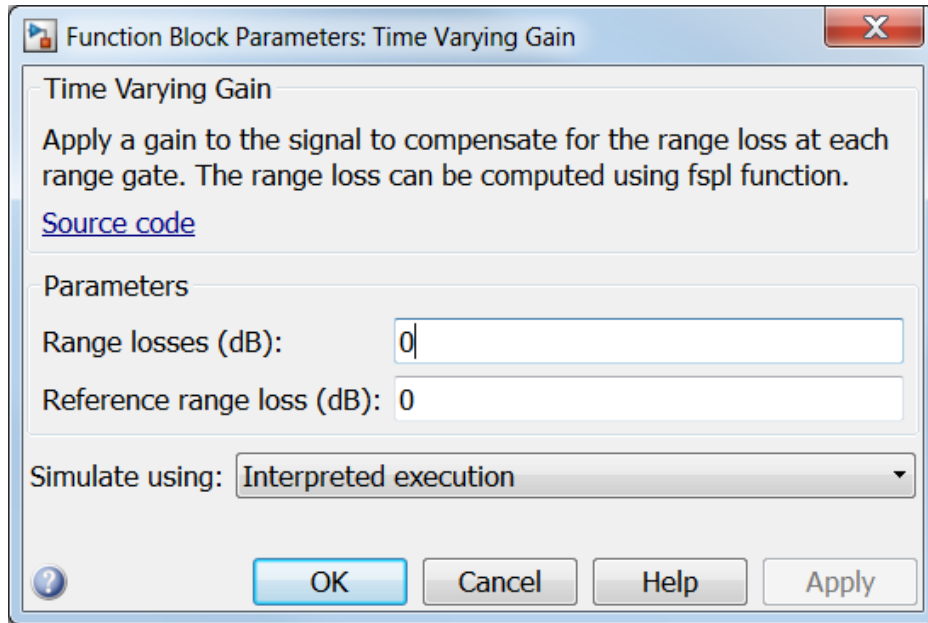 Function Block Parameters: Time Varying Gain
Time Varying Gain
Apply a gain to the signal to compensate for the range loss at each
range gate. The range loss can be computed using fspl function.
Source code
Parameters
Range losses (dB): 0
Reference range loss (dB): 0
Simulate using: Interpreted execution
OK Cancel Help Apply